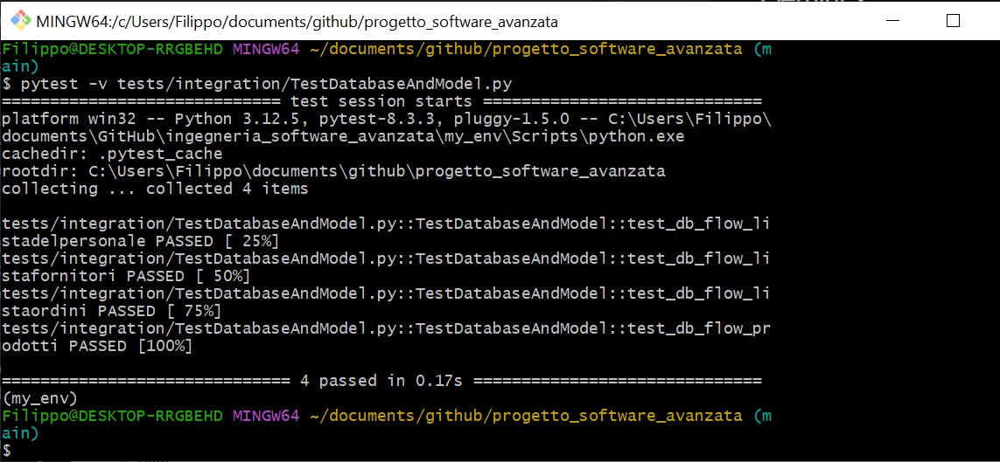 MINGW64:/c/Users/Filippo/documents/github/progetto_software_avanzata
Filippo@DESKTOP-RRGBEHD MINGW64 ~/documents/github/progetto_software_avanzata (m
ain)
$ pytest -v tests/integration/TestDatabaseAndModel.py
============================= test session starts =============================
platform win32 -- Python 3.12.5, pytest-8.3.3, pluggy-1.5.0 -- C:\Users\Filippo\
documents\GitHub\ingegneria_software_avanzata\my_env\Scripts\python.exe
cachedir: .pytest_cache
rootdir: C:\Users\Filippo\documents\github\progetto_software_avanzata
collecting ... collected 4 items

tests/integration/TestDatabaseAndModel.py::TestDatabaseAndModel::test_db_flow_li
stadelpersonale PASSED [ 25%]
tests/integration/TestDatabaseAndModel.py::TestDatabaseAndModel::test_db_flow_li
stafornitori PASSED [ 50%]
tests/integration/TestDatabaseAndModel.py::TestDatabaseAndModel::test_db_flow_li
staordini PASSED [ 75%]
tests/integration/TestDatabaseAndModel.py::TestDatabaseAndModel::test_db_flow_pr
odotti PASSED [100%]

============================== 4 passed in 0.17s ==============================
(my_env)
Filippo@DESKTOP-RRGBEHD MINGW64 ~/documents/github/progetto_software_avanzata (m
ain)
$